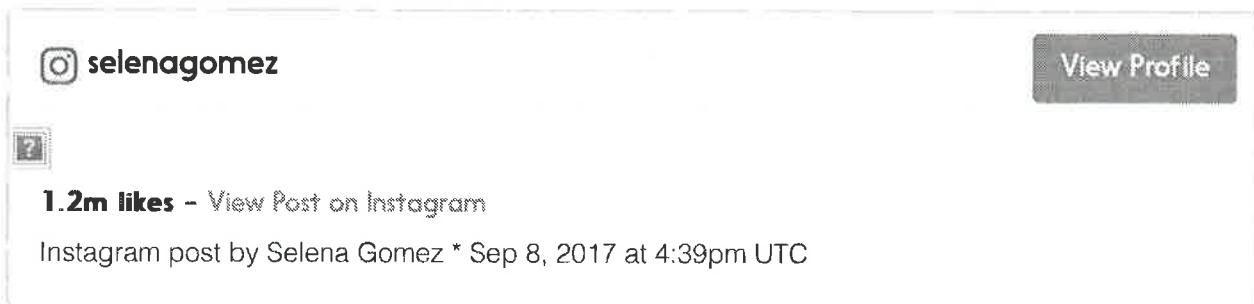 selenagomez
View Profile
?
1.2m likes – View Post on Instagram
Instagram post by Selena Gomez * Sep 8, 2017 at 4:39pm UTC